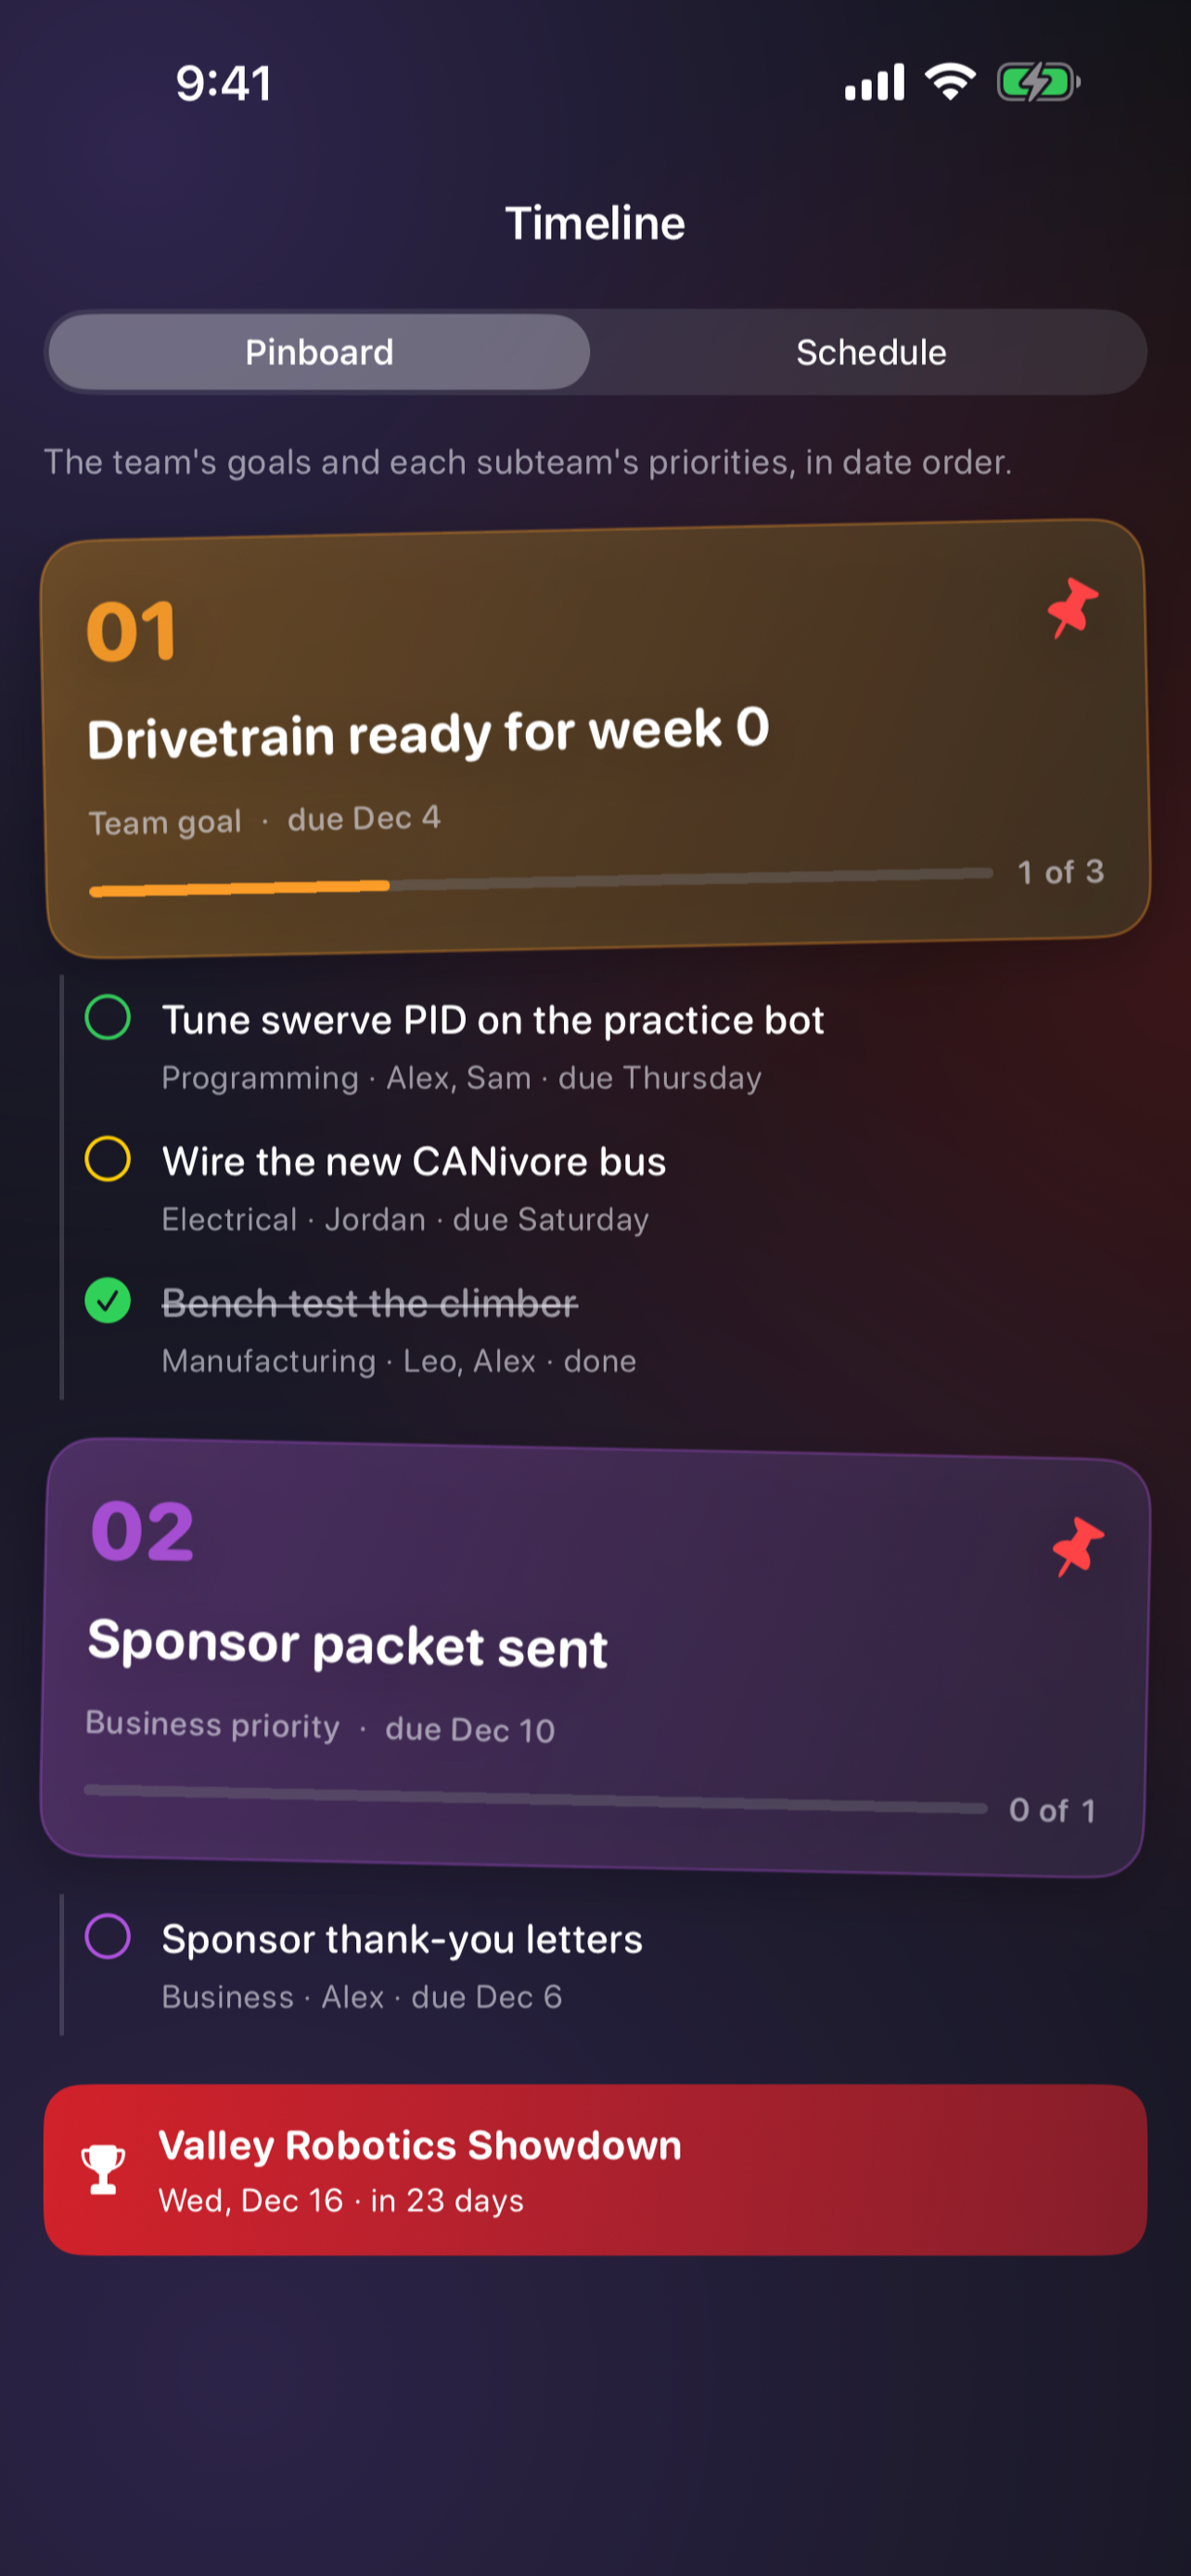 9:41
Timeline
Pinboard
Schedule
The team's goals and each subteam's priorities, in date order.
01
Drivetrain ready for week 0
Team goal · due Dec 4
1 of 3
Tune swerve PID on the practice bot
Programming · Alex, Sam · due Thursday
Wire the new CANivore bus
Electrical · Jordan · due Saturday
Bench test the climber
Manufacturing · Leo, Alex · done
02
Sponsor packet sent
Business priority · due Dec 10
0 of 1
Sponsor thank-you letters
Business · Alex · due Dec 6
Valley Robotics Showdown
Wed, Dec 16 · in 23 days